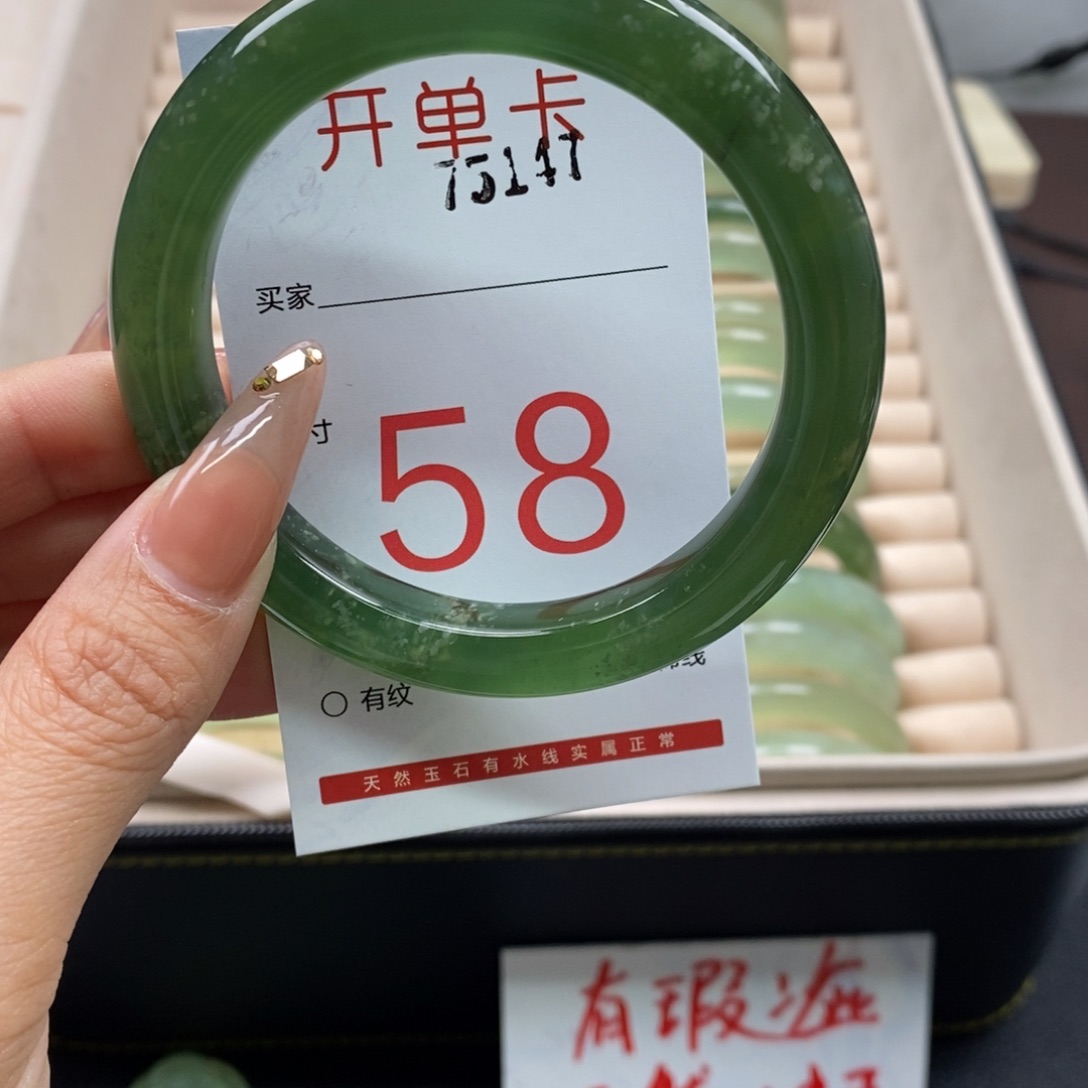 开单卡
75147
买家
寸
58
线
○ 有纹
天然玉石有水线实属正常
有瑕疵